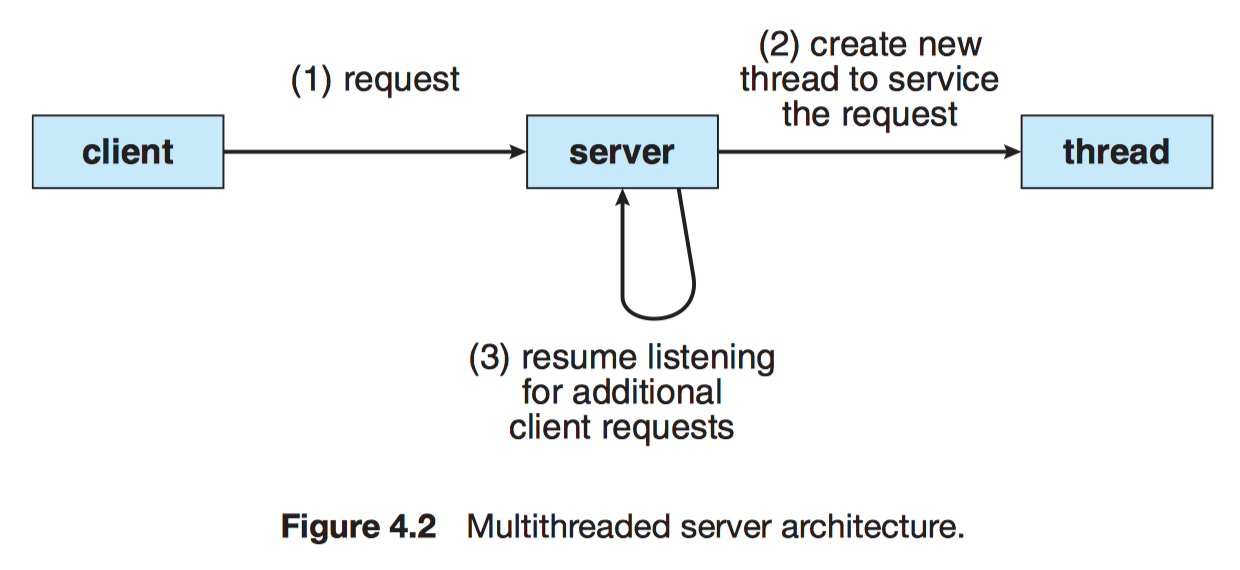 (1) request
(2) create new
thread to service
the request
client
server
thread
(3) resume listening
for additional
client requests
Figure 4.2 Multithreaded server architecture.